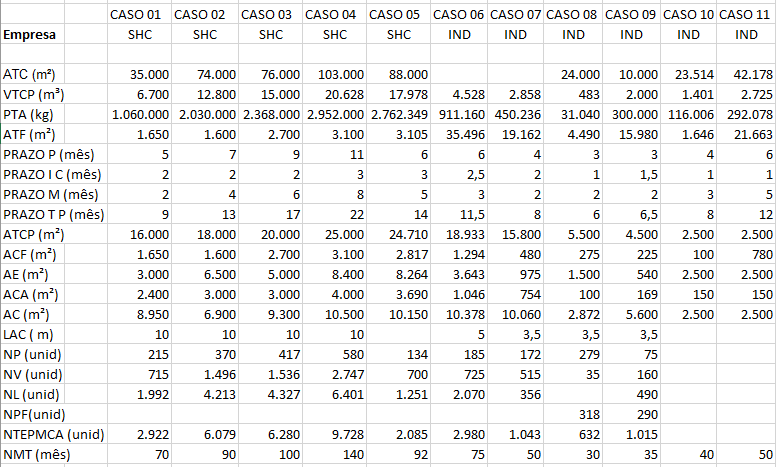 CASO 01 CASO 02 CASO 03 CASO 04 CASO 05 CASO 06 CASO 07 CASO 08 CASO 09 CASO 10 CASO 11
Empresa SHC SHC SHC SHC SHC IND IND IND IND IND IND
ATC (m²) 35.000 74.000 76.000 103.000 88.000 24.000 10.000 23.514 42.178
VTCP (m³) 6.700 12.800 15.000 20.628 17.978 4.528 2.858 483 2.000 1.401 2.725
PTA (kg) 1.060.000 2.030.000 2.368.000 2.952.000 2.762.349 911.160 450.236 31.040 300.000 116.006 292.078
ATF (m²) 1.650 1.600 2.700 3.100 3.105 35.496 19.162 4.490 15.980 1.646 21.663
PRAZO P (mês) 5 7 9 11 6 6 4 3 3 4 6
PRAZO I C (mês) 2 2 2 3 3 2,5 2 1 1,5 1 1
PRAZO M (mês) 2 4 6 8 5 3 2 2 2 3 5
PRAZO T P (mês) 9 13 17 22 14 11,5 8 6 6,5 8 12
ATCP (m²) 16.000 18.000 20.000 25.000 24.710 18.933 15.800 5.500 4.500 2.500 2.500
ACF (m²) 1.650 1.600 2.700 3.100 2.817 1.294 480 275 225 100 780
AE (m²) 3.000 6.500 5.000 8.400 8.264 3.643 975 1.500 540 2.500 2.500
ACA (m²) 2.400 3.000 3.000 4.000 3.690 1.046 754 100 169 150 150
AC (m²) 8.950 6.900 9.300 10.500 10.150 10.378 10.060 2.872 5.600 2.500 2.500
LAC ( m) 10 10 10 10 5 3,5 3,5 3,5
NP (unid) 215 370 417 580 134 185 172 279 75
NV (unid) 715 1.496 1.536 2.747 700 725 515 35 160
NL (unid) 1.992 4.213 4.327 6.401 1.251 2.070 356 490
NPF(unid) 318 290
NTEPMCA (unid) 2.922 6.079 6.280 9.728 2.085 2.980 1.043 632 1.015
NMT (mês) 70 90 100 140 92 75 50 30 35 40 50